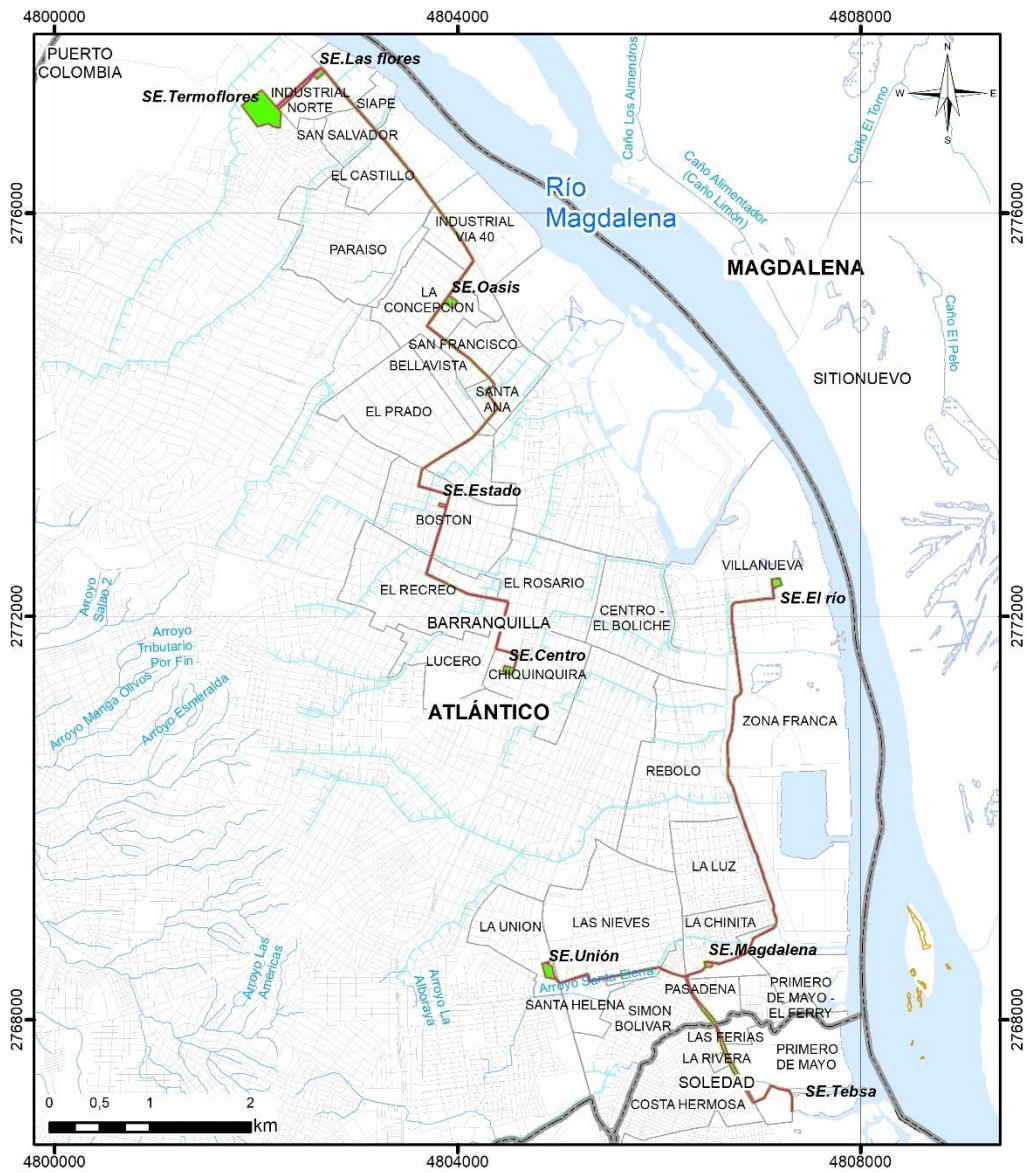 4800000
4804000
4808000
PUERTO
COLOMBIA
SE.Las flores
SE.Termoflores
INDUSTRIAL
NORTE
SIAPE
SAN SALVADOR
EL CASTILLO
N
W
E
S
Caño Los Almendros
Caño El Torno
Caño Alimentador
(Caño Limón)
Río
Magdalena
2776000
2776000
INDUSTRIAL
VIA 40
PARAISO
MAGDALENA
SE.Oasis
LA
CONCEPCION
Caño El Pelo
SAN FRANCISCO
BELLAVISTA
SITIONUEVO
SANTA
ANA
EL PRADO
SE.Estado
BOSTON
VILLANUEVA
SE.El río
EL RECREO
EL ROSARIO
Arroyo
Salao 2
2772000
2772000
CENTRO -
EL BOLICHE
BARRANQUILLA
Arroyo
Tributario
Por Fin
LUCERO
SE.Centro
CHIQUINQUIRA
Arroyo Manga Olivos
Arroyo Esmeralda
ATLÁNTICO
ZONA FRANCA
REBOLO
LA LUZ
LA UNION
LAS NIEVES
LA CHINITA
SE.Unión
SE.Magdalena
Arroyo Las
Americas
Arroyo La
Alboraya
Arroyo Santa Elena
PASADENA
SANTA HELENA
SIMON
BOLIVAR
PRIMERO
DE MAYO -
EL FERRY
2768000
2768000
LAS FERIAS
LA RIVERA
PRIMERO
DE MAYO
SOLEDAD
COSTA HERMOSA
SE.Tebsa
0 0,5 1 2
km
4800000
4804000
4808000